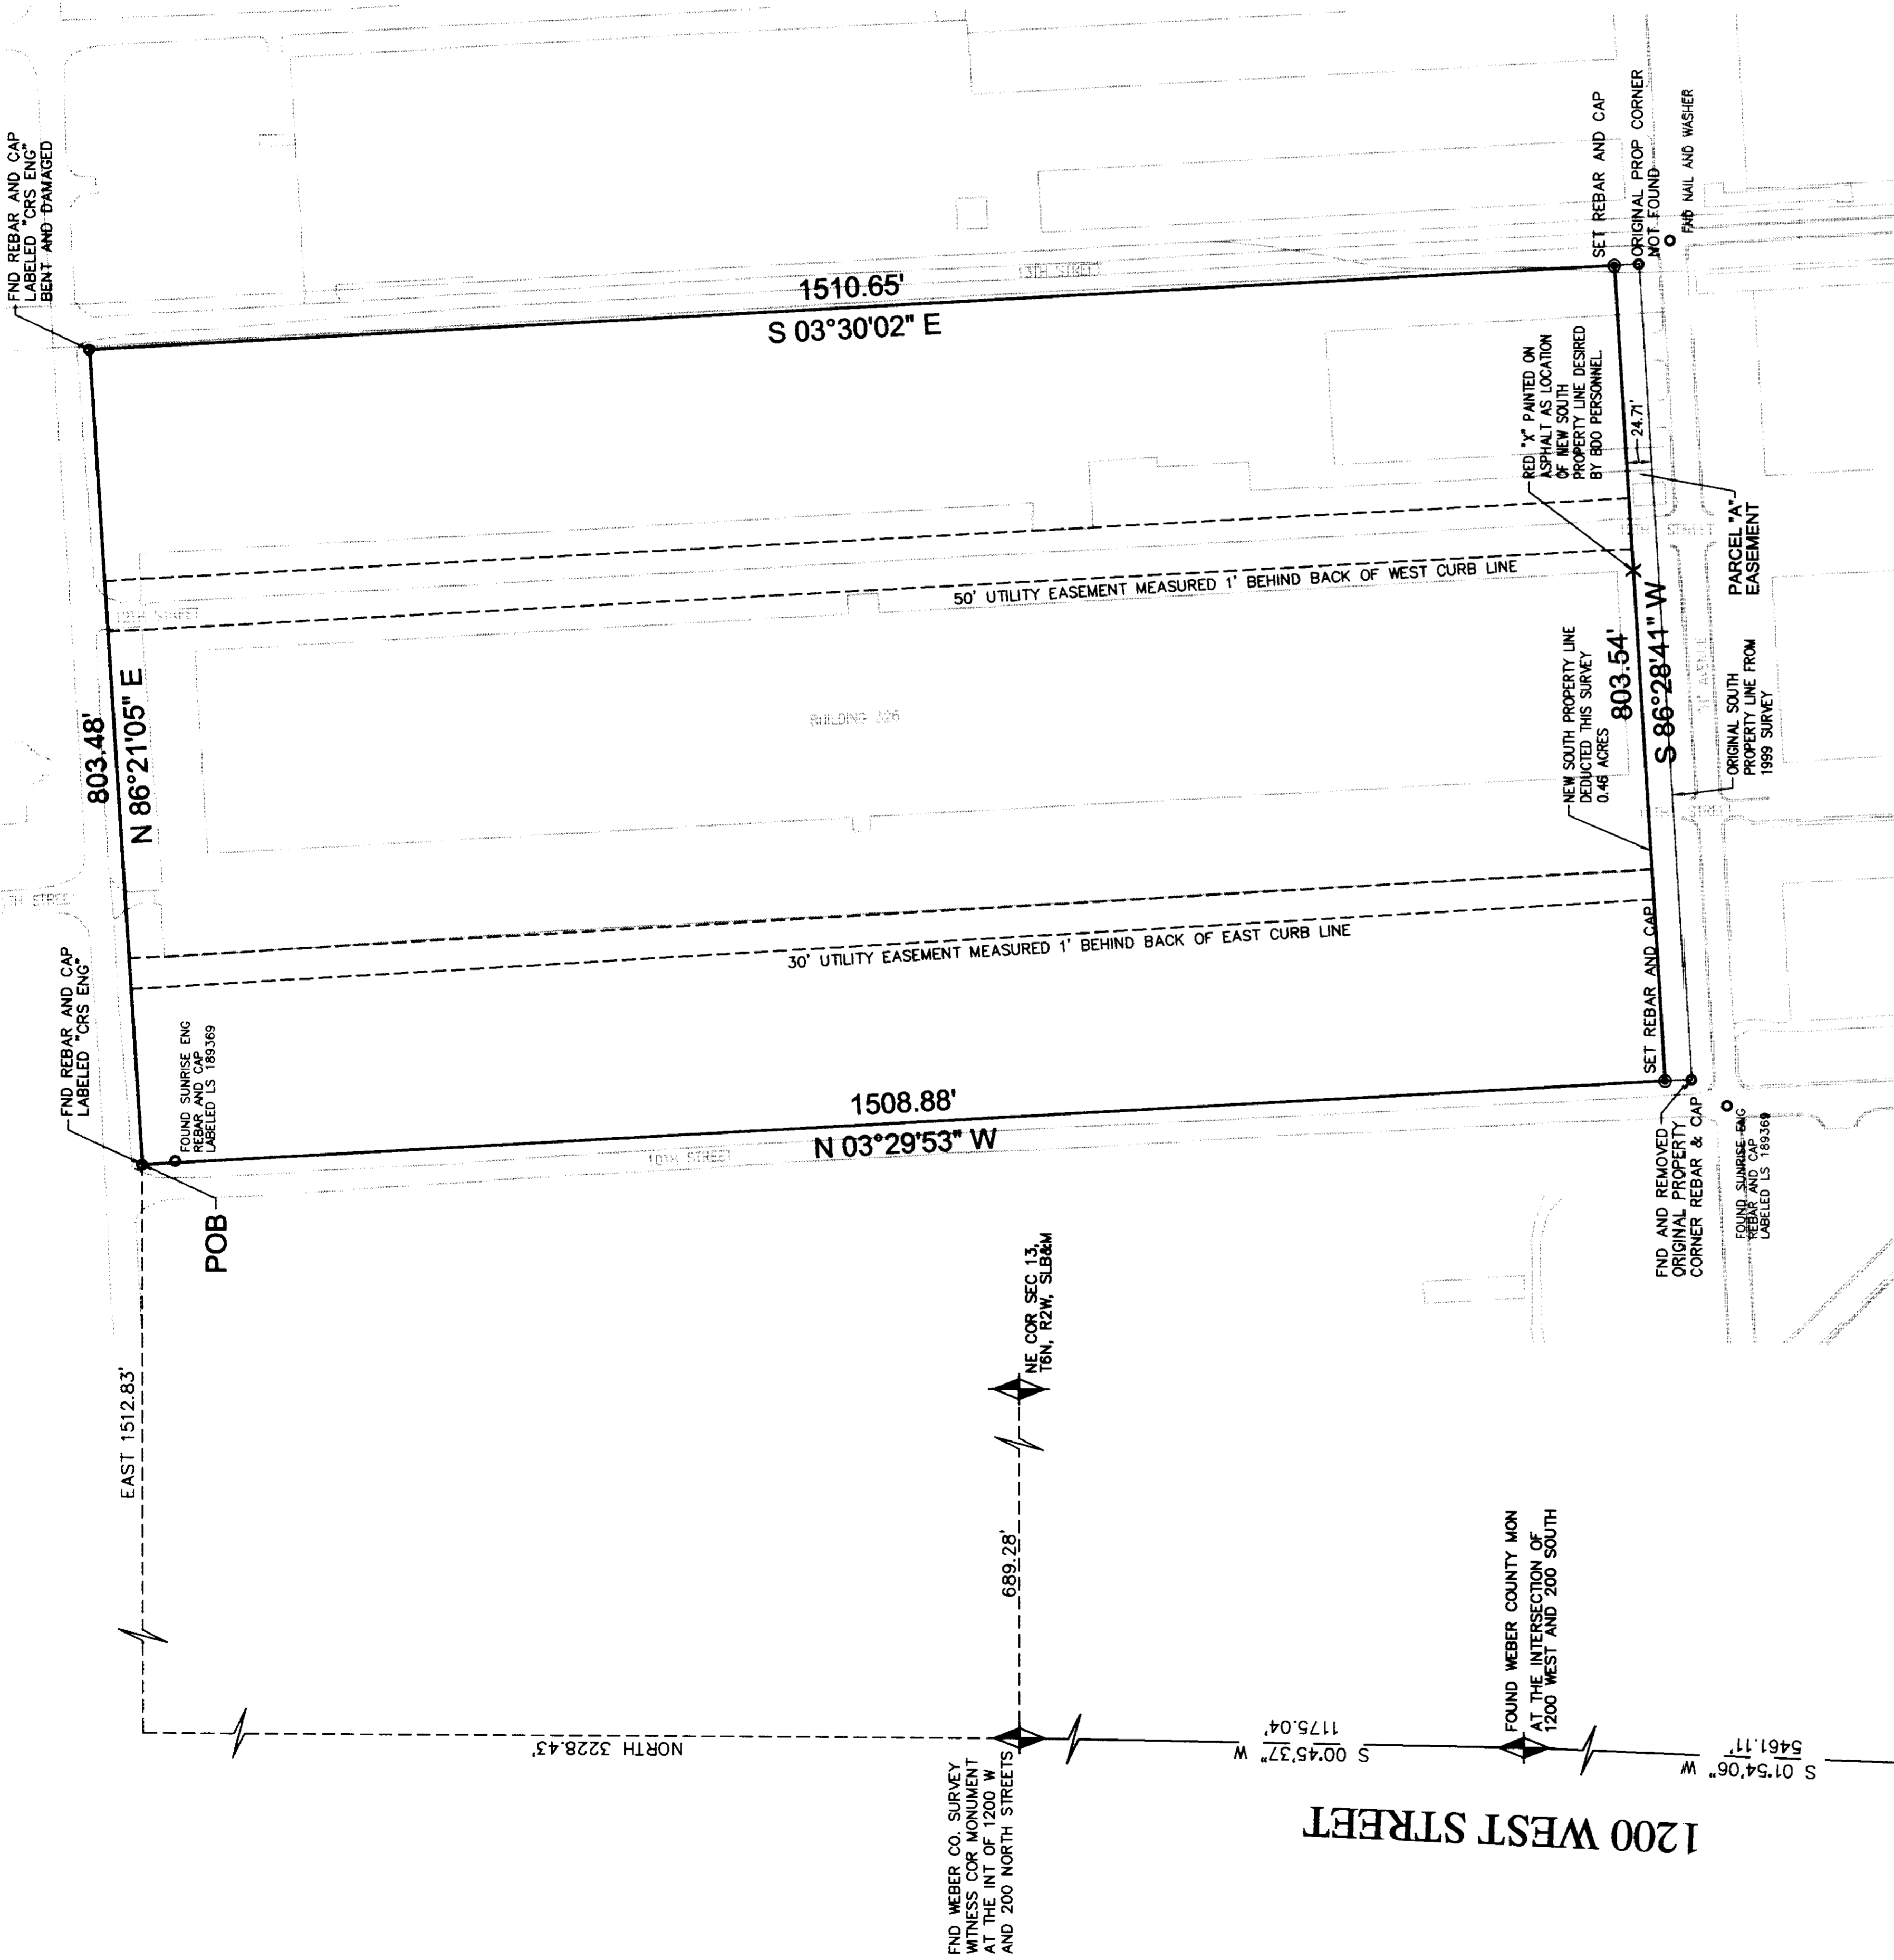 FND REBAR AND CAP
LABELED "CRS ENG"
BENT AND DAMAGED
803.48'
N 86°21'05" E
FND REBAR AND CAP
LABELED "CRS ENG"
FOUND SUNRISE ENG
REBAR AND CAP
LABELED LS 189369
POB
EAST 1512.83'
1510.65'
S 03°30'02" E
50' UTILITY EASEMENT MEASURED 1' BEHIND BACK OF WEST CURB LINE
BUILDING
30' UTILITY EASEMENT MEASURED 1' BEHIND BACK OF EAST CURB LINE
1508.88'
N 03°29'53" W
10TH STREET
SET REBAR AND CAP
ORIGINAL PROP CORNER
NOT FOUND
FND NAIL AND WASHER
RED "X" PAINTED ON
ASPHALT AS LOCATION
OF NEW SOUTH
PROPERTY LINE DESIRED
BY BDO PERSONNEL.
24.71'
PARCEL "A"
EASEMENT
NEW SOUTH PROPERTY LINE
DEDUCTED THIS SURVEY
0.46 ACRES
803.54'
S 86°28'41" W
ORIGINAL SOUTH
PROPERTY LINE FROM
1999 SURVEY
SET REBAR AND CAP
FND AND REMOVED
ORIGINAL PROPERTY
CORNER REBAR & CAP
FOUND SUNRISE ENG
REBAR AND CAP
LABELED LS 189369
NE COR SEC 13,
T6N, R2W, SLB&M
689.28'
NORTH 3228.43'
FND WEBER CO. SURVEY
WITNESS COR MONUMENT
AT THE INT OF 1200 W
AND 200 NORTH STREETS
S 00°45'37" W
1175.04'
FOUND WEBER COUNTY MON
AT THE INTERSECTION OF
1200 WEST AND 200 SOUTH
S 01°54'06" W
5461.11'
1200 WEST STREET